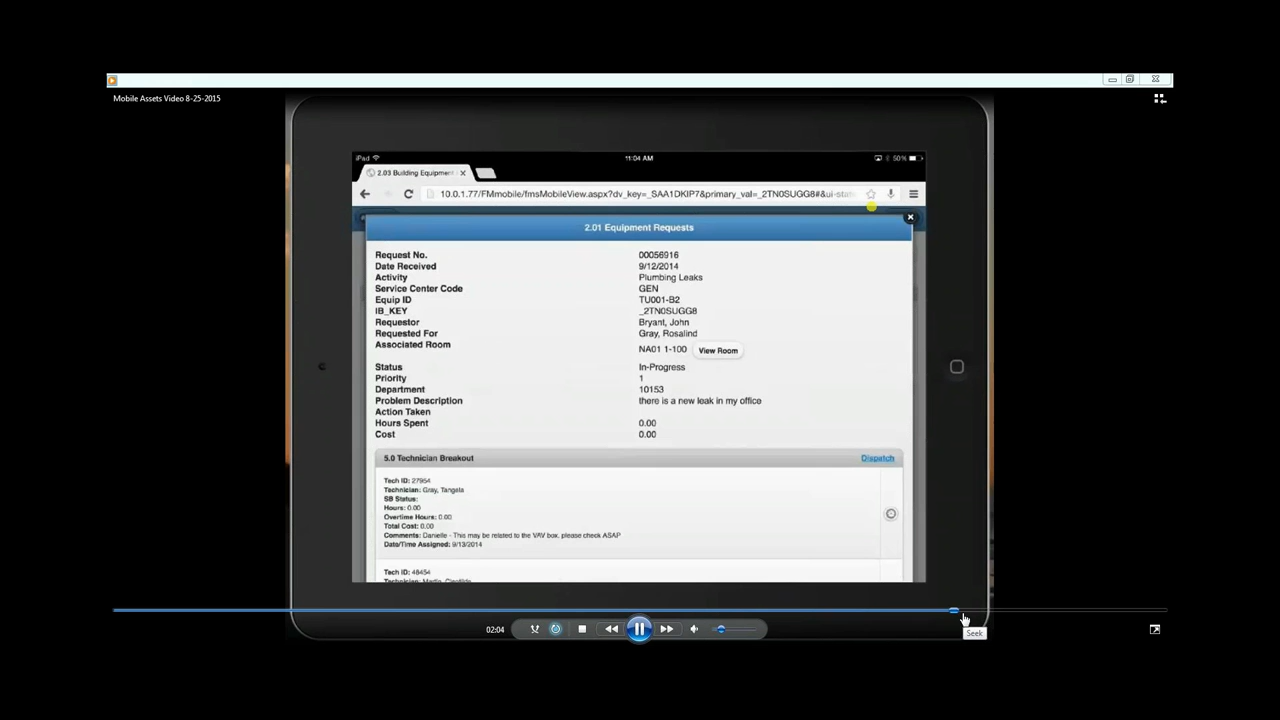 Mobile Assets Video 8-25-2015
iPad
11:04 AM
50%
2.03 Building Equipment
10.0.1.77/FMmobile/fmsMobileView.aspx?dv_key=_SAA1DKIP7&primary_val=_2TN0SUGG8#&ui-stat
2.01 Equipment Requests
Request No. 00056916
Date Received 9/12/2014
Activity Plumbing Leaks
Service Center Code GEN
Equip ID TU001-B2
IB_KEY _2TN0SUGG8
Requestor Bryant, John
Requested For Gray, Rosalind
Associated Room NA01 1-100 View Room
Status In-Progress
Priority 1
Department 10153
Problem Description there is a new leak in my office
Action Taken
Hours Spent 0.00
Cost 0.00
5.0 Technician Breakout Dispatch
Tech ID: 27954
Technician: Gray, Tangela
SB Status:
Hours: 0.00
Overtime Hours: 0.00
Total Cost: 0.00
Comments: Danielle - This may be related to the VAV box. please check ASAP
Date/Time Assigned: 9/13/2014
Tech ID: 48454
02:04
Seek